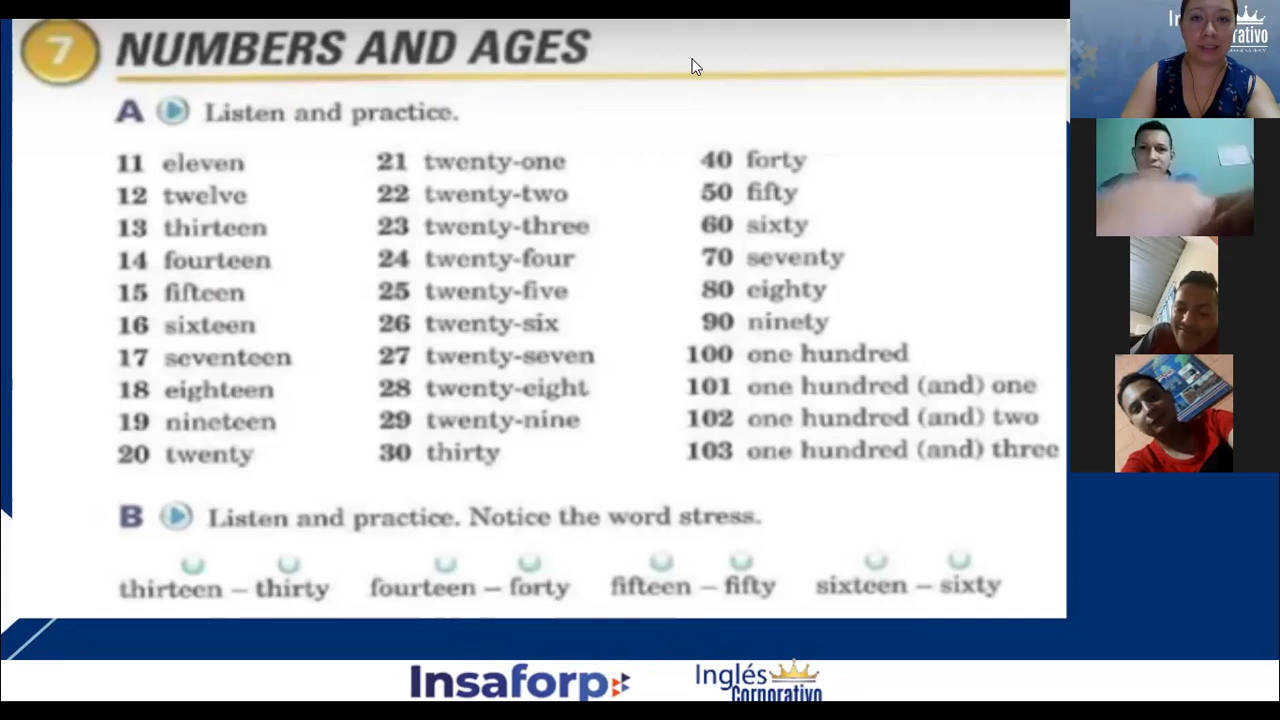 7 NUMBERS AND AGES
A Listen and practice.
11 eleven 21 twenty-one 40 forty
12 twelve 22 twenty-two 50 fifty
13 thirteen 23 twenty-three 60 sixty
14 fourteen 24 twenty-four 70 seventy
15 fifteen 25 twenty-five 80 eighty
16 sixteen 26 twenty-six 90 ninety
17 seventeen 27 twenty-seven 100 one hundred
18 eighteen 28 twenty-eight 101 one hundred (and) one
19 nineteen 29 twenty-nine 102 one hundred (and) two
20 twenty 30 thirty 103 one hundred (and) three
B Listen and practice. Notice the word stress.
thirteen – thirty fourteen – forty fifteen – fifty sixteen – sixty
Insaforp
Inglés
Corporativo